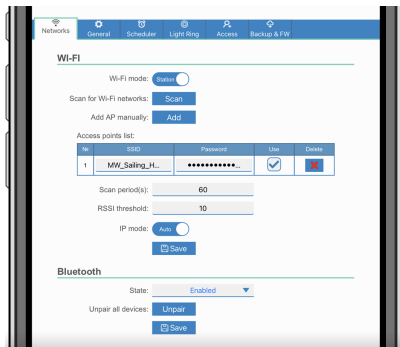 Networks General Scheduler Light Ring Access Backup & FW
WI-FI
Wi-Fi mode: Station
Scan for Wi-Fi networks: Scan
Add AP manually: Add
Access points list:
№ SSID Password Use Delete
1 MW_Sailing_H... ●●●●●●●●●●●...
Scan period(s): 60
RSSI threshold: 10
IP mode: Auto
Save
Bluetooth
State: Enabled
Unpair all devices: Unpair
Save